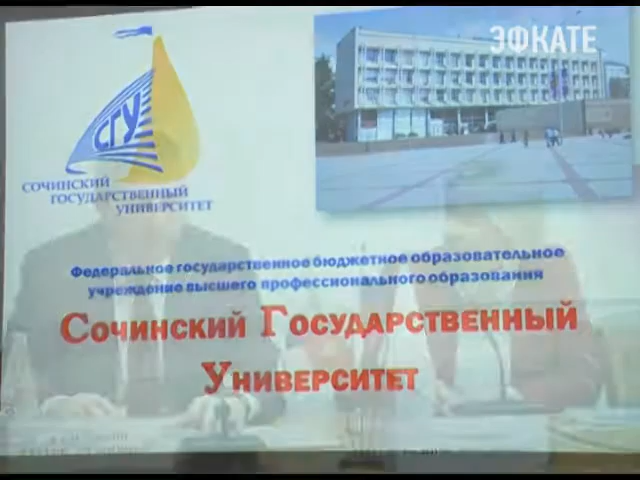 ЭФКАТЕ
СГУ
СОЧИНСКИЙ
ГОСУДАРСТВЕННЫЙ
УНИВЕРСИТЕТ
Федеральное государственное бюджетное образовательное
учреждение высшего профессионального образования
СОЧИНСКИЙ ГОСУДАРСТВЕННЫЙ
УНИВЕРСИТЕТ